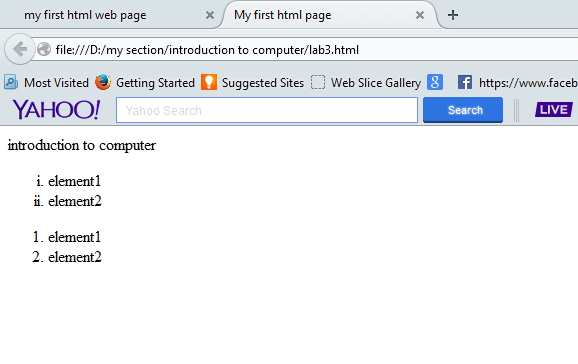 my first html web page
My first html page
file:///D:/my section/introduction to computer/lab3.html
Most Visited Getting Started Suggested Sites Web Slice Gallery https://www.faceb
YAHOO! Yahoo Search Search LIVE
introduction to computer
i. element1
ii. element2
1. element1
2. element2